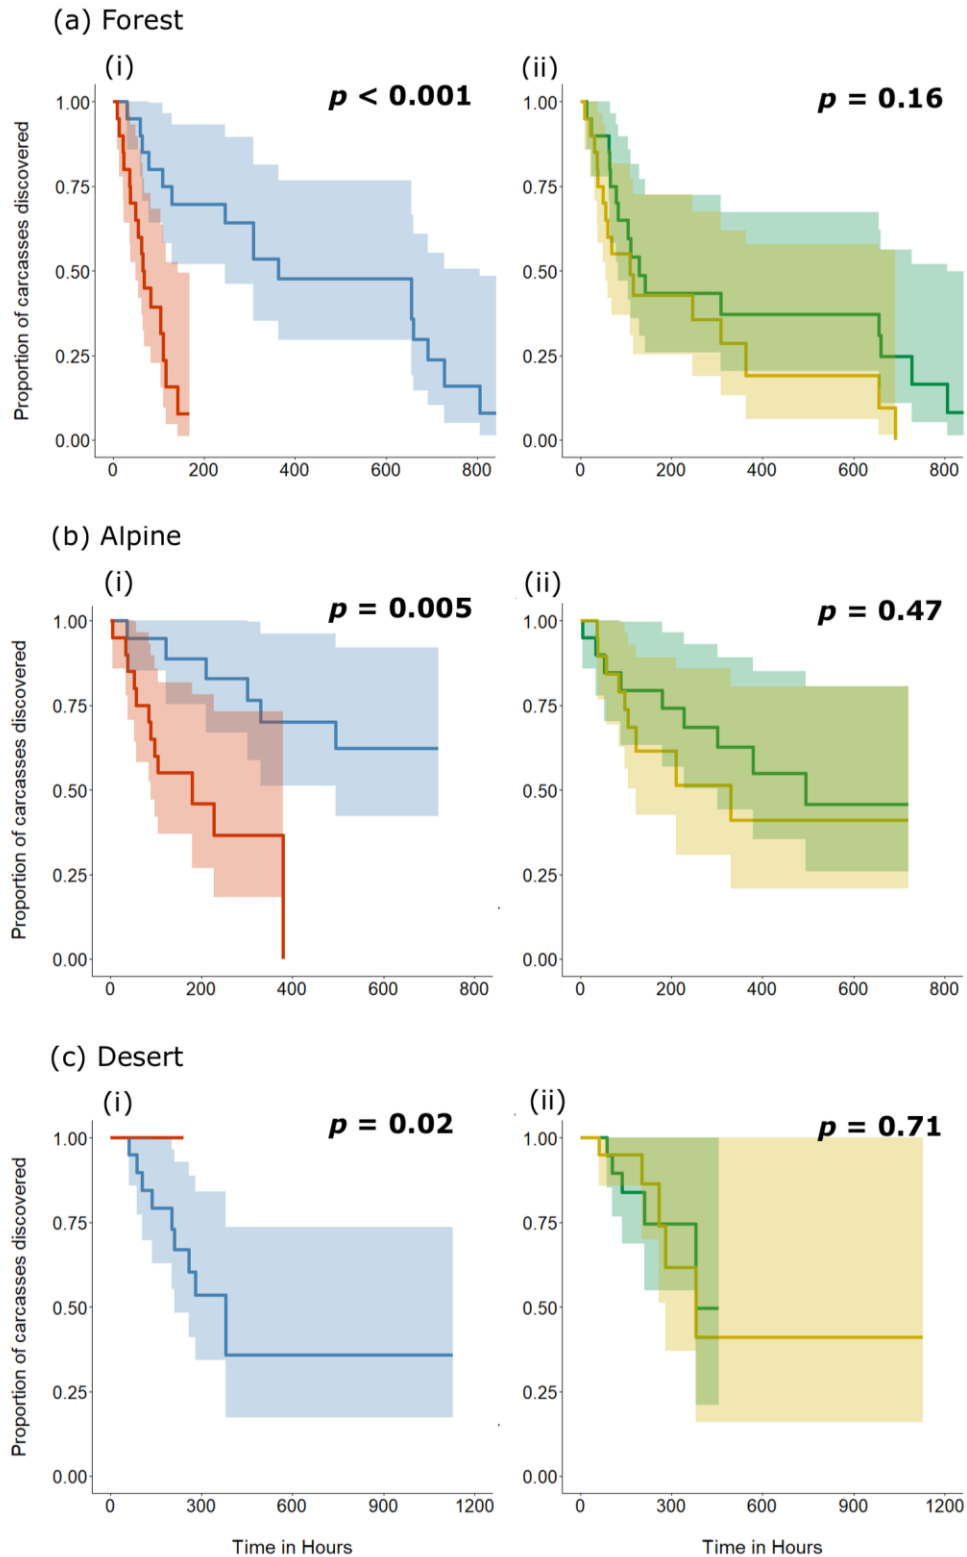 (a) Forest
(i) (ii)
p < 0.001 p = 0.16
Proportion of carcasses discovered
1.00
0.75
0.50
0.25
0.00
0 200 400 600 800
1.00
0.75
0.50
0.25
0.00
0 200 400 600 800
(b) Alpine
(i) (ii)
p = 0.005 p = 0.47
Proportion of carcasses discovered
1.00
0.75
0.50
0.25
0.00
0 200 400 600 800
1.00
0.75
0.50
0.25
0.00
0 200 400 600 800
(c) Desert
(i) (ii)
p = 0.02 p = 0.71
Proportion of carcasses discovered
1.00
0.75
0.50
0.25
0.00
0 300 600 900 1200
1.00
0.75
0.50
0.25
0.00
0 300 600 900 1200
Time in Hours Time in Hours